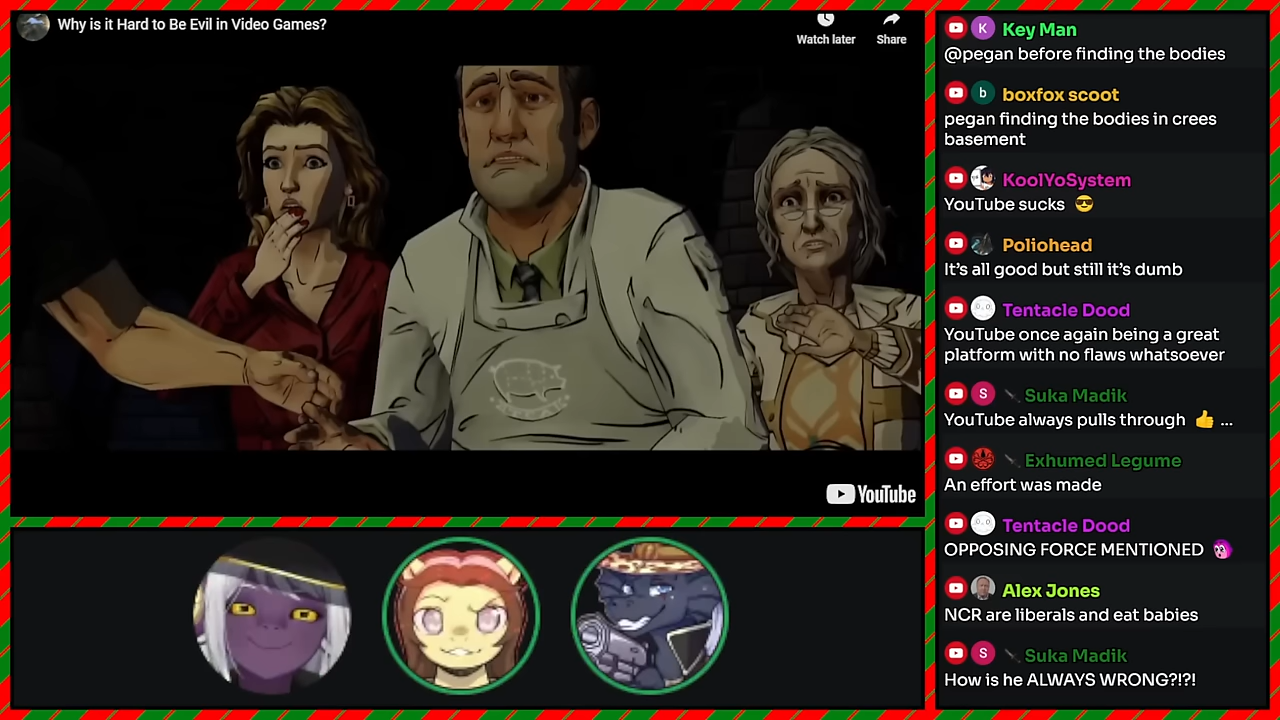 Why is it Hard to Be Evil in Video Games?
Watch later
Share
YouTube
K
Key Man
@pegan before finding the bodies
b
boxfox scoot
pegan finding the bodies in crees
basement
KoolYoSystem
YouTube sucks 😎
Poliohead
It's all good but still it's dumb
Tentacle Dood
YouTube once again being a great
platform with no flaws whatsoever
S
Suka Madik
YouTube always pulls through 👍 ...
Exhumed Legume
An effort was made
Tentacle Dood
OPPOSING FORCE MENTIONED
Alex Jones
NCR are liberals and eat babies
S
Suka Madik
How is he ALWAYS WRONG?!?!